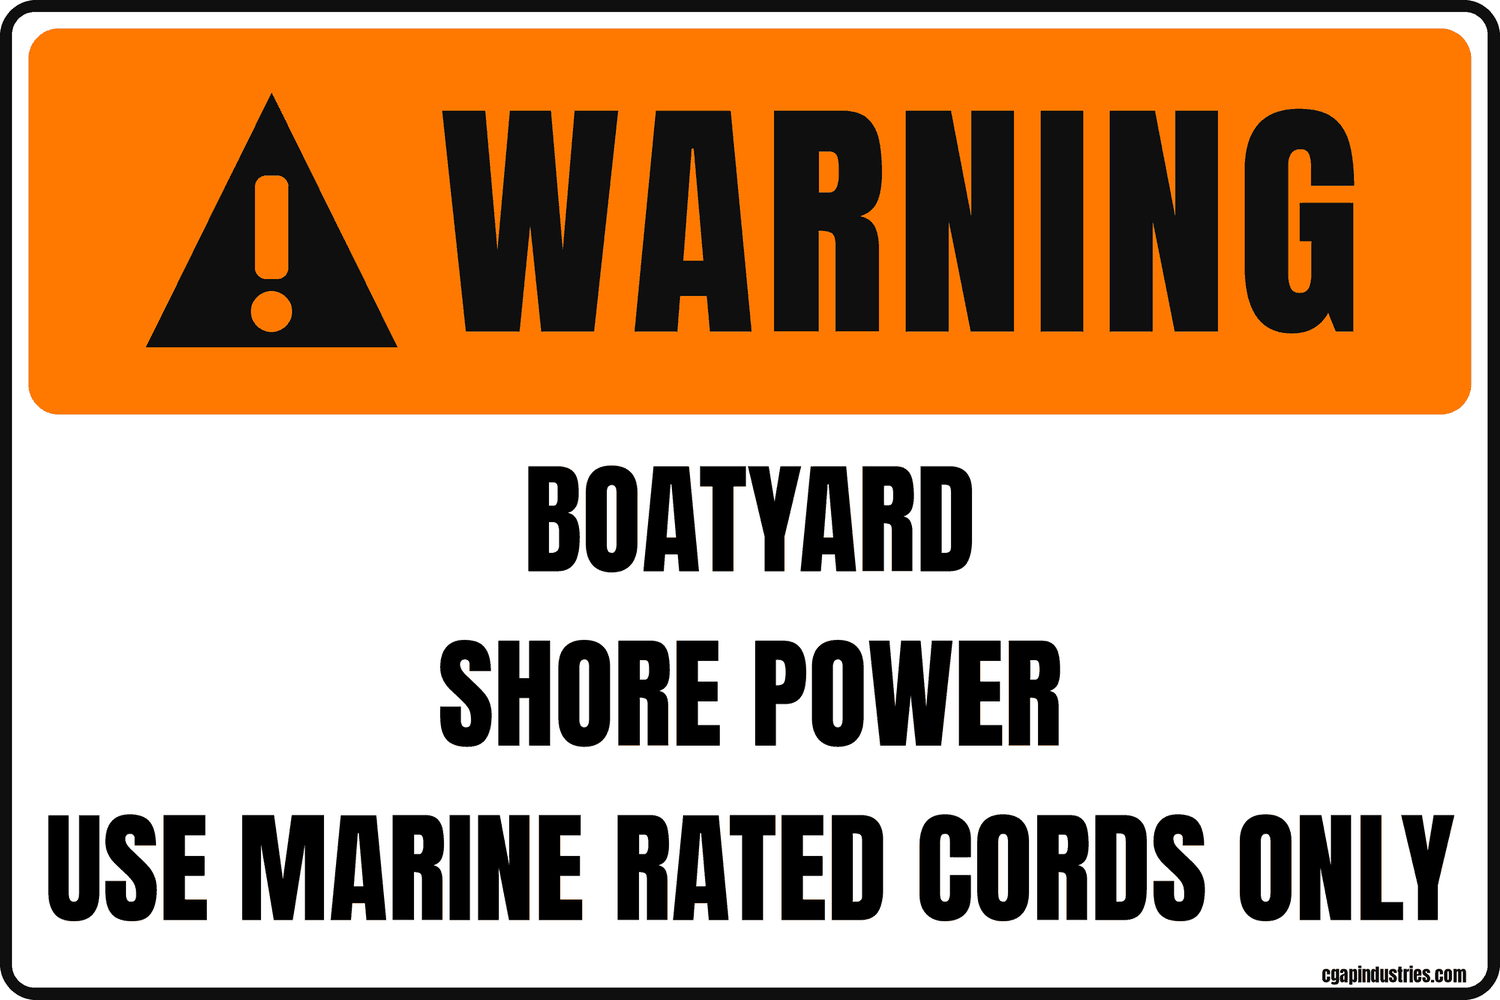 WARNING
BOATYARD
SHORE POWER
USE MARINE RATED CORDS ONLY
cgapindustries.com